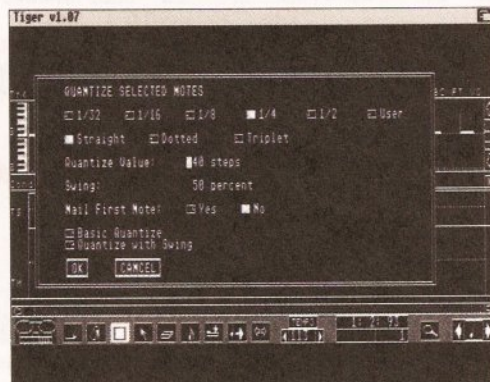 Tiger v1.07
QUANTIZE SELECTED NOTES
1/32 1/16 1/8 1/4 1/2 User
Straight Dotted Triplet
Quantize Value: 40 steps
Swing: 50 percent
Nail First Note: Yes No
Basic Quantize
Quantize with Swing
OK CANCEL
TEMPO